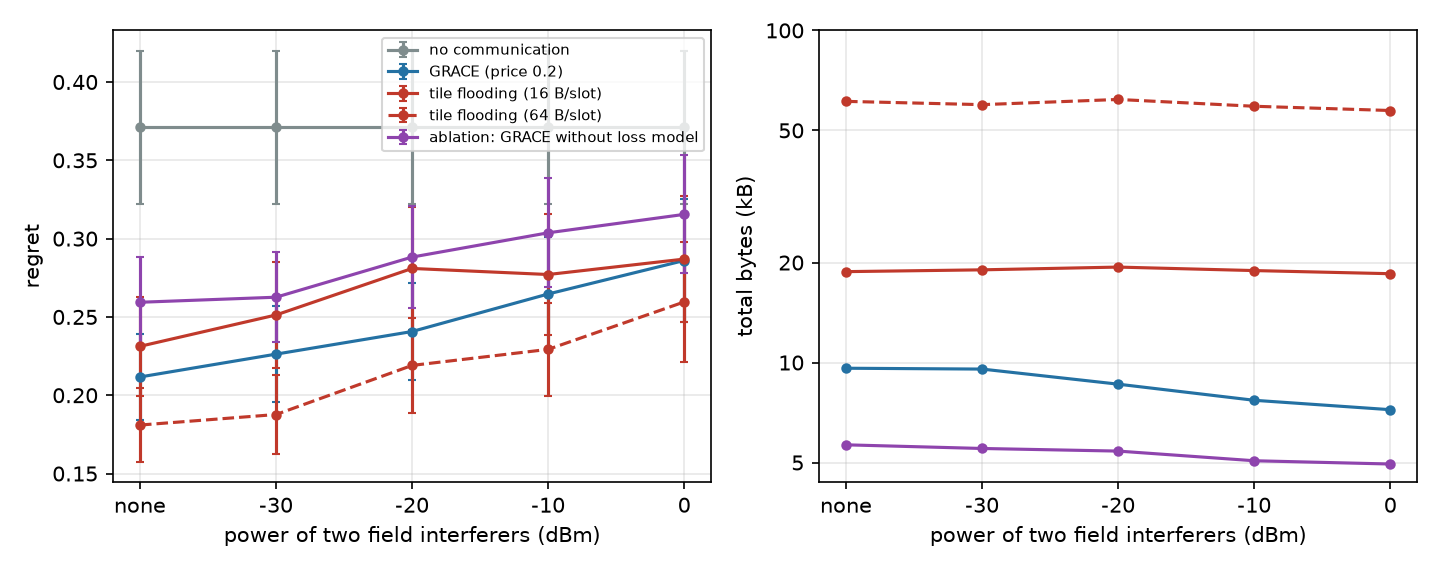 no communication
GRACE (price 0.2)
tile flooding (16 B/slot)
tile flooding (64 B/slot)
ablation: GRACE without loss model
0.40
0.35
0.30
0.25
0.20
0.15
regret
none -30 -20 -10 0
power of two field interferers (dBm)
100
50
20
10
5
total bytes (kB)
none -30 -20 -10 0
power of two field interferers (dBm)